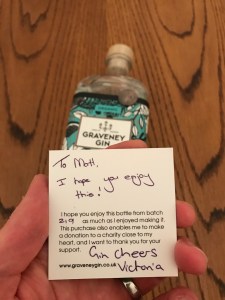 GRAVENEY
GIN
To Matt.
I hope you enjoy
this!
I hope you enjoy this bottle from batch
as much as I enjoyed making it.
This purchase also enables me to make
a donation to a charity close to my
heart, and I want to thank you for your
support.
Gin cheers
www.graveneygin.co.uk Victoria